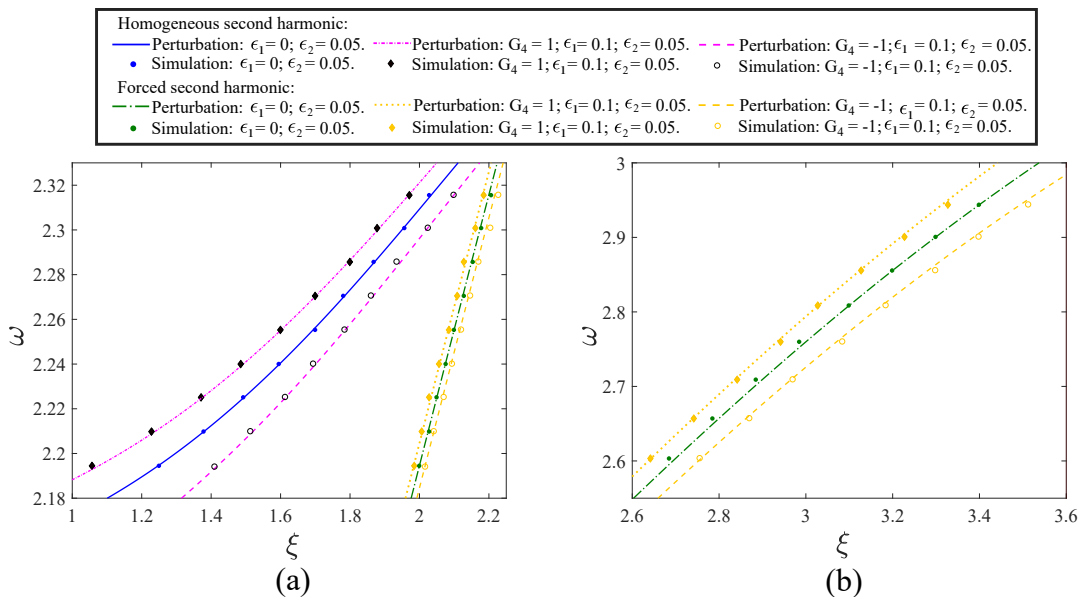 Homogeneous second harmonic:
Perturbation: ϵ₁= 0; ϵ₂= 0.05. Perturbation: G₄ = 1; ϵ₁= 0.1; ϵ₂ = 0.05. Perturbation: G₄ = -1; ϵ₁ = 0.1; ϵ₂ = 0.05.
Simulation: ϵ₁= 0; ϵ₂= 0.05. Simulation: G₄ = 1; ϵ₁= 0.1; ϵ₂ = 0.05. Simulation: G₄ = -1; ϵ₁= 0.1; ϵ₂ = 0.05.
Forced second harmonic:
Perturbation: ϵ₁= 0; ϵ₂= 0.05. Perturbation: G₄ = 1; ϵ₁= 0.1; ϵ₂ = 0.05. Perturbation: G₄ = -1; ϵ₁= 0.1; ϵ₂ = 0.05.
Simulation: ϵ₁= 0; ϵ₂= 0.05. Simulation: G₄ = 1; ϵ₁= 0.1; ϵ₂ = 0.05. Simulation: G₄ = -1; ϵ₁= 0.1; ϵ₂ = 0.05.
2.32
2.3
2.28
2.26
2.24
2.22
2.2
2.18
ω
1 1.2 1.4 1.6 1.8 2 2.2
ξ
(a)
3
2.9
2.8
2.7
2.6
ω
2.6 2.8 3 3.2 3.4 3.6
ξ
(b)